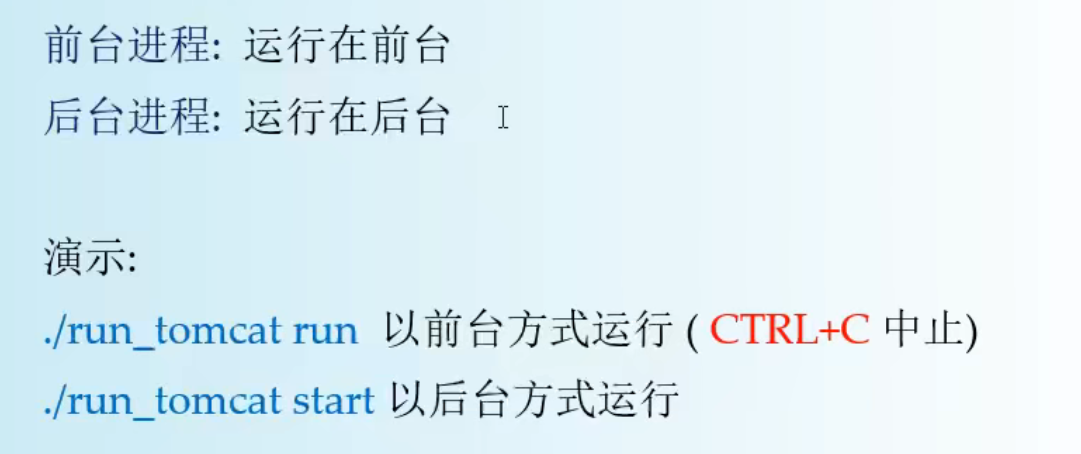 前台进程: 运行在前台
后台进程: 运行在后台
演示:
./run_tomcat run 以前台方式运行 ( CTRL+C 中止)
./run_tomcat start 以后台方式运行